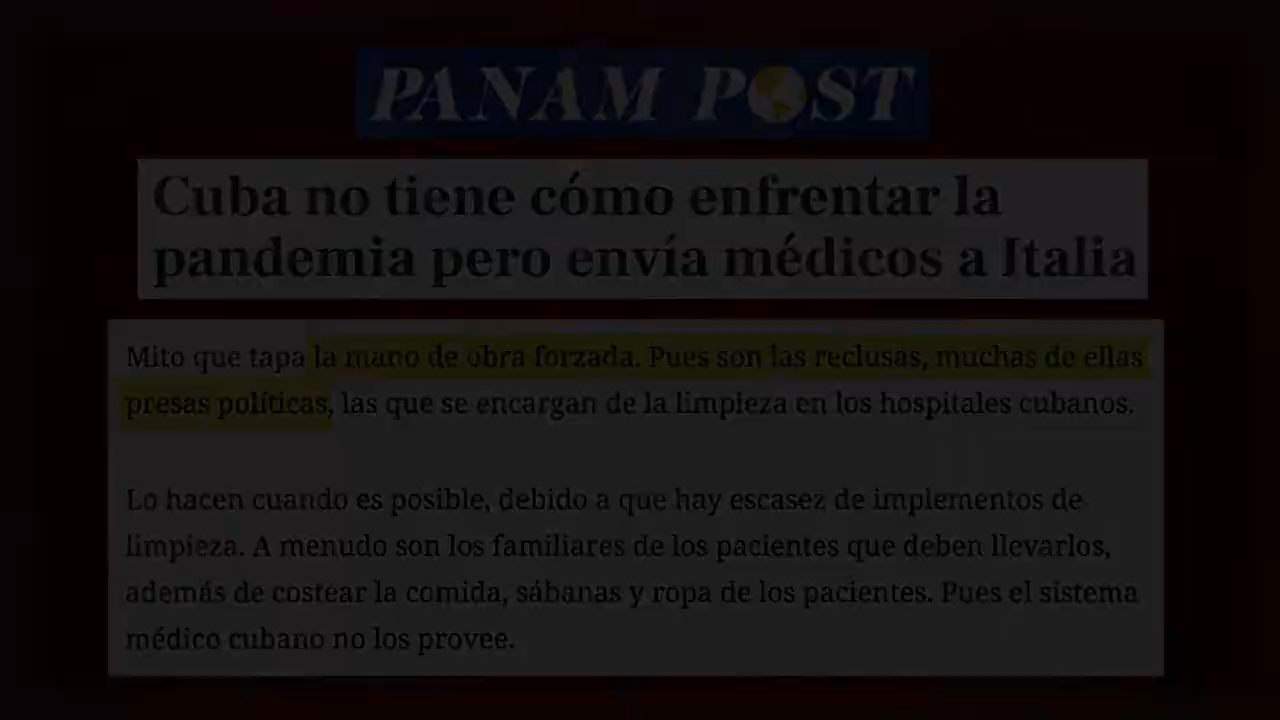 PANAM POST
Cuba no tiene cómo enfrentar la
pandemia pero envía médicos a Italia
Mito que tapa la mano de obra forzada. Pues son las reclusas, muchas de ellas
presas políticas, las que se encargan de la limpieza en los hospitales cubanos.
Lo hacen cuando es posible, debido a que hay escasez de implementos de
limpieza. A menudo son los familiares de los pacientes que deben llevarlos,
además de costear la comida, sábanas y ropa de los pacientes. Pues el sistema
médico cubano no los provee.